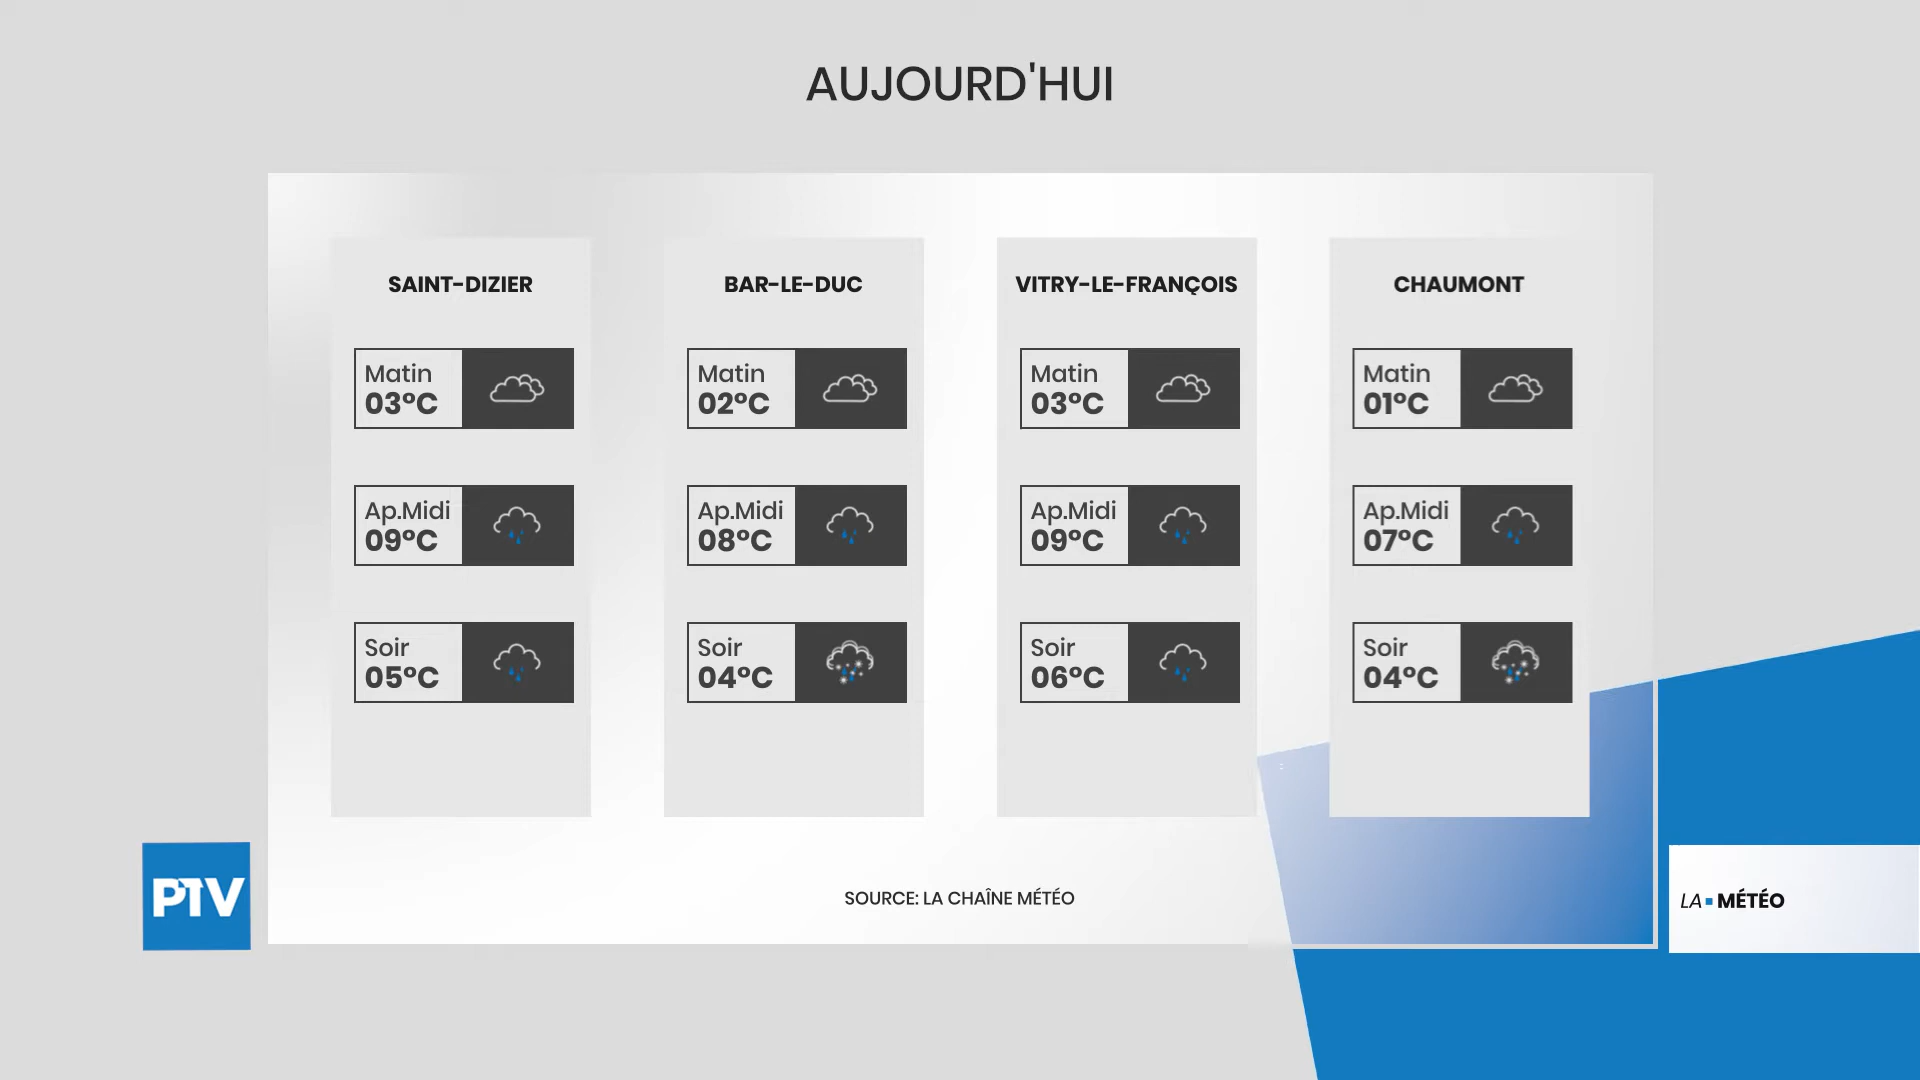 AUJOURD'HUI
SAINT-DIZIER
Matin
03°C
Ap.Midi
09°C
Soir
05°C
BAR-LE-DUC
Matin
02°C
Ap.Midi
08°C
Soir
04°C
VITRY-LE-FRANÇOIS
Matin
03°C
Ap.Midi
09°C
Soir
06°C
CHAUMONT
Matin
01°C
Ap.Midi
07°C
Soir
04°C
SOURCE: LA CHAÎNE MÉTÉO
PTV
LA MÉTÉO